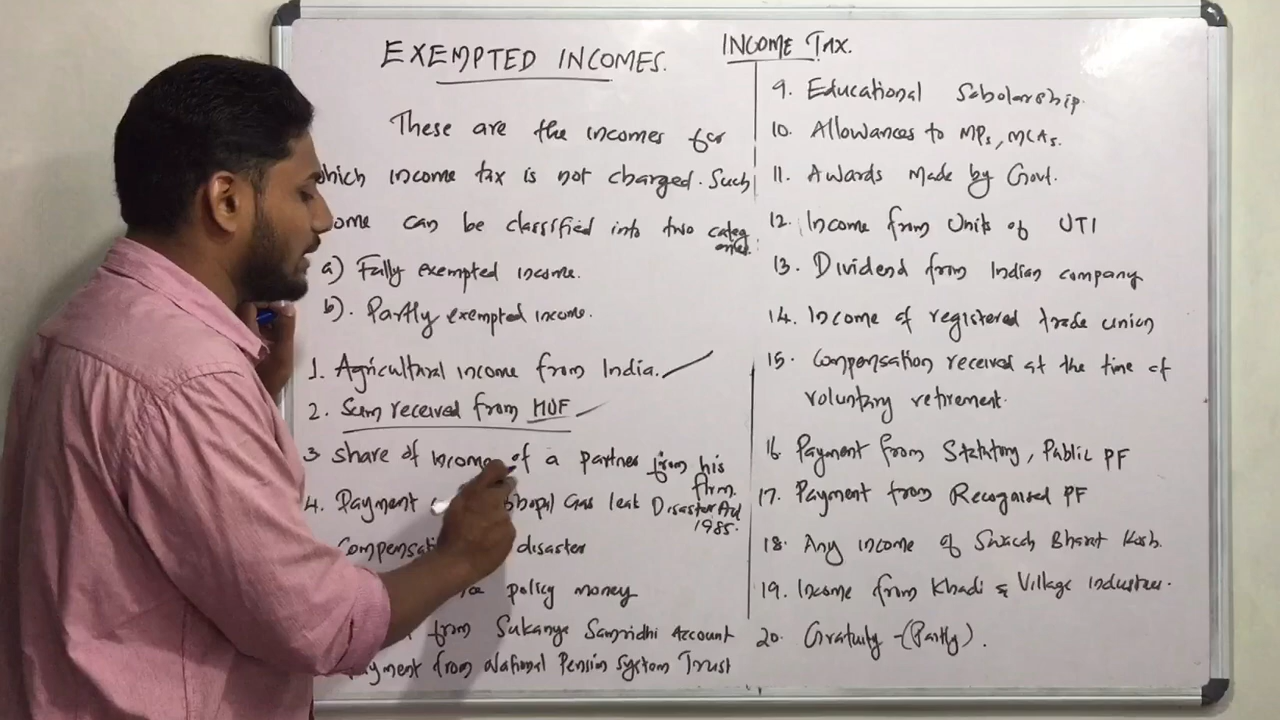 EXEMPTED INCOMES.
INCOME TAX.
These are the incomes for
which income tax is not charged. Such
ome can be classified into two categ
ories:
a) Fully exempted income.
b). Partly exempted income.
1. Agricultural income from India.
2. Sum received from HUF
3 share of income of a partner from his
firm.
4. Payment Bhopal Gas leak Disaster Act
1985.
Compensati disaster
policy money
from Sukanya Samridhi Account
ayment from National Pension System Trust
9. Educational Scholarship.
10. Allowances to MPs, MLAs.
11. Awards Made by Govt.
12. Income from Units of UTI
13. Dividend from Indian company
14. Income of registered trade union
15. Compensation received at the time of
voluntary retirement.
16 Payment from Statutory, Public PF
17. Payment from Recognised PF
18. Any income of Swach Bharat Kosh.
19. Income from Khadi & Village industries.
20. Gratuity - (Partly).